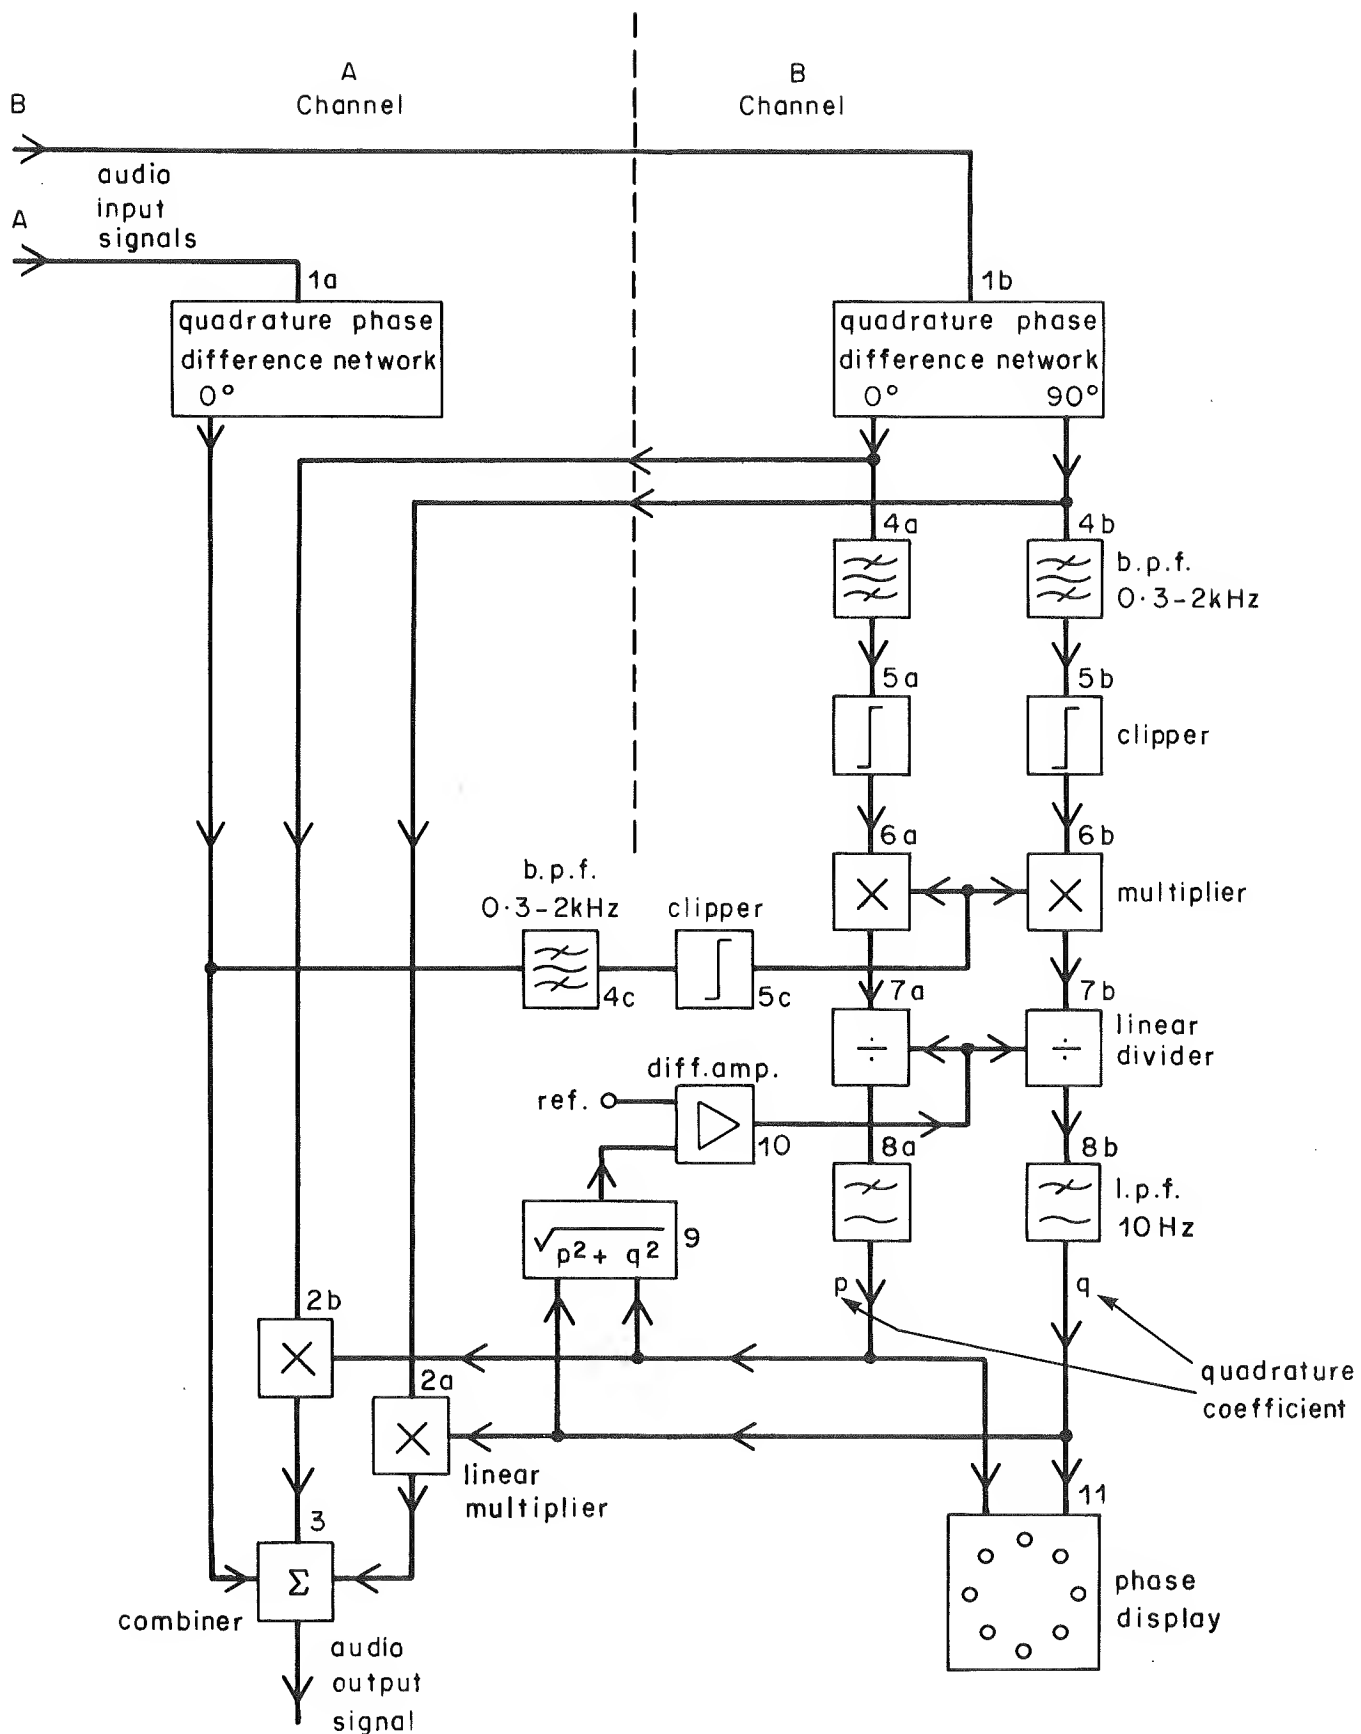 A
Channel
B
Channel
B
audio
input
signals
A
1a
1b
quadrature phase
difference network
0°
quadrature phase
difference network
0° 90°
4a
4b
b.p.f.
0·3-2kHz
5a
5b
clipper
6a
6b
b.p.f.
0·3-2kHz
clipper
×
×
multiplier
4c
5c
7a
7b
÷
÷
linear
divider
diff.amp.
ref.
10
8a
8b
l.p.f.
10Hz
√p² + q²
9
p
q
2b
×
2a
×
quadrature
coefficient
linear
multiplier
11
3
Σ
combiner
phase
display
audio
output
signal